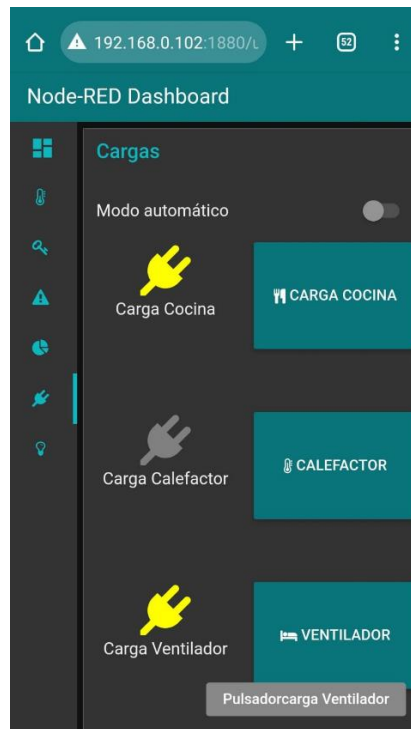 192.168.0.102:1880/u
52
Node-RED Dashboard
Cargas
Modo automático
Carga Cocina
CARGA COCINA
Carga Calefactor
CALEFACTOR
Carga Ventilador
VENTILADOR
Pulsadorcarga Ventilador